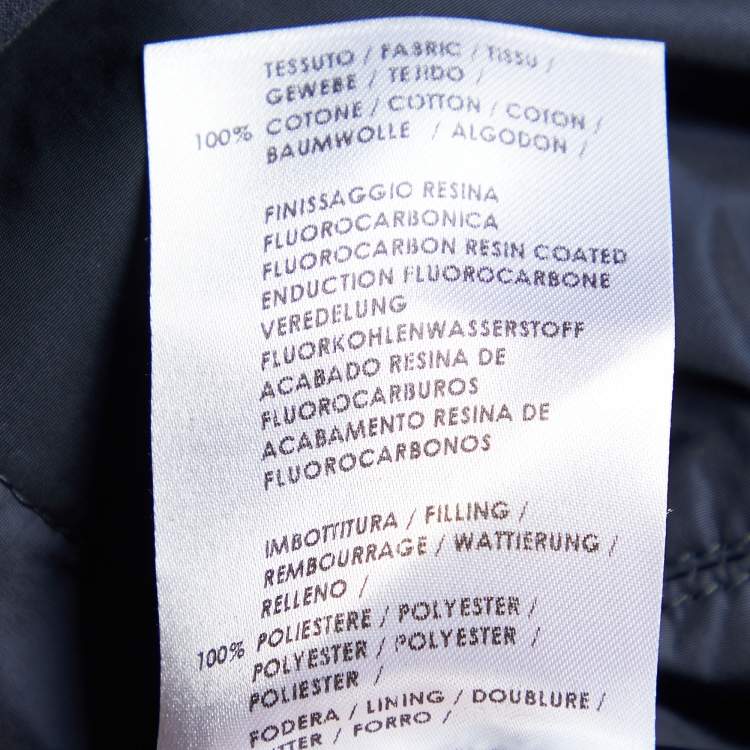 TESSUTO / FABRIC / TISSU /
GEWEBE / TEJIDO /
100% COTONE / COTTON / COTON /
BAUMWOLLE / ALGODON /
FINISSAGGIO RESINA
FLUOROCARBONICA
FLUOROCARBON RESIN COATED
ENDUCTION FLUOROCARBONE
VEREDELUNG
FLUORKOHLENWASSERSTOFF
ACABADO RESINA DE
FLUOROCARBUROS
ACABAMENTO RESINA DE
FLUOROCARBONOS
IMBOTTITURA / FILLING /
REMBOURRAGE / WATTIERUNG /
RELLENO /
100% POLIESTERE / POLYESTER /
POLYESTER / POLYESTER /
POLIESTER /
FODERA / LINING / DOUBLURE /
/ FORRO /